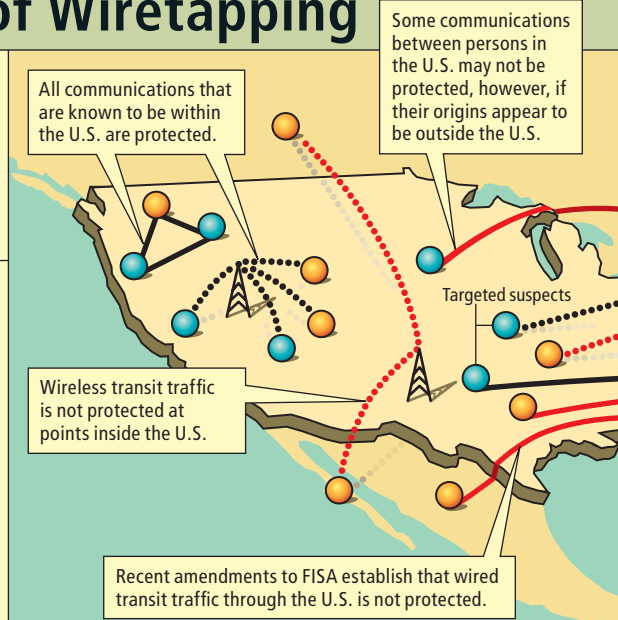 of Wiretapping
Some communications
between persons in
the U.S. may not be
protected, however, if
their origins appear to
be outside the U.S.
All communications that
are known to be within
the U.S. are protected.
Targeted suspects
Wireless transit traffic
is not protected at
points inside the U.S.
Recent amendments to FISA establish that wired
transit traffic through the U.S. is not protected.